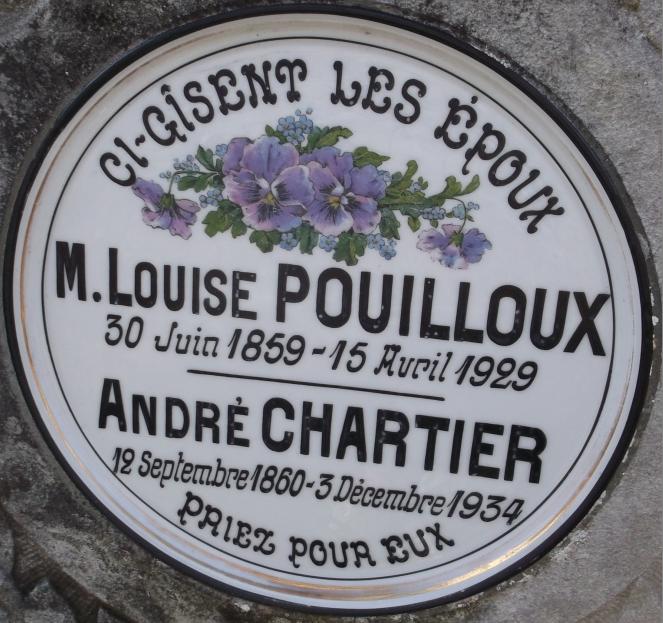 CI-GÎSENT LES ÉPOUX
M. LOUISE POUILLOUX
30 Juin 1859 - 15 Avril 1929
ANDRÉ CHARTIER
12 Septembre 1860 - 3 Décembre 1934
PRIEZ POUR EUX